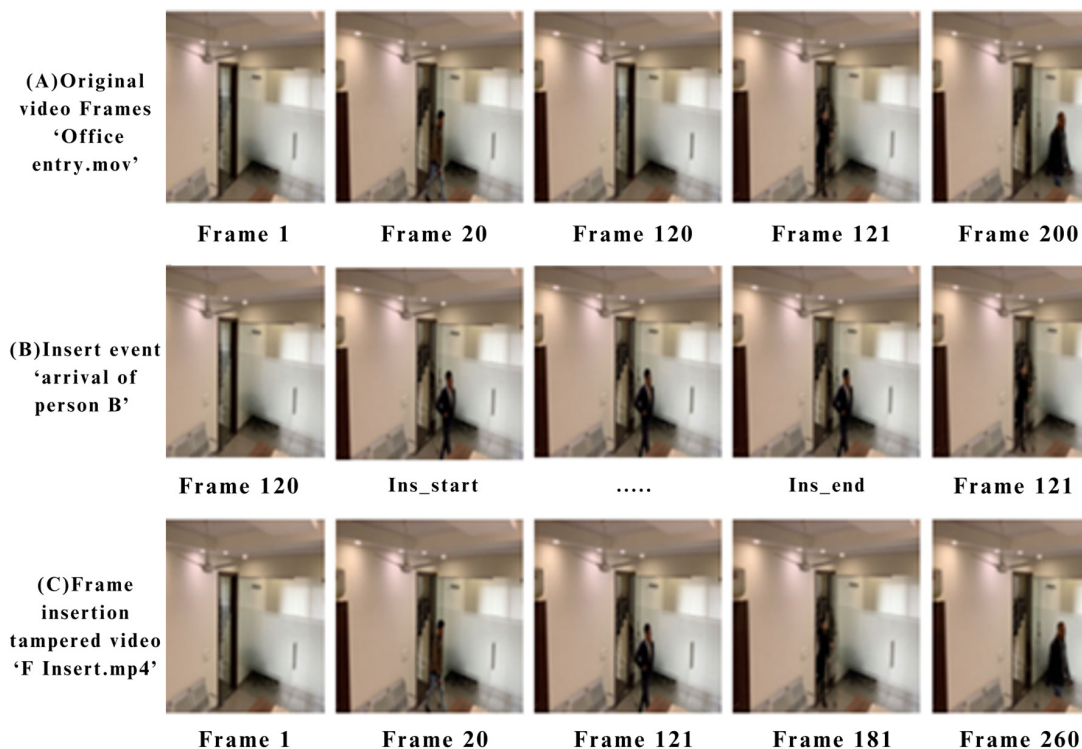 (A)Original
video Frames
‘Office
entry.mov’
Frame 1
Frame 20
Frame 120
Frame 121
Frame 200
(B)Insert event
‘arrival of
person B’
Frame 120
Ins_start
.....
Ins_end
Frame 121
(C)Frame
insertion
tampered video
‘F Insert.mp4’
Frame 1
Frame 20
Frame 121
Frame 181
Frame 260